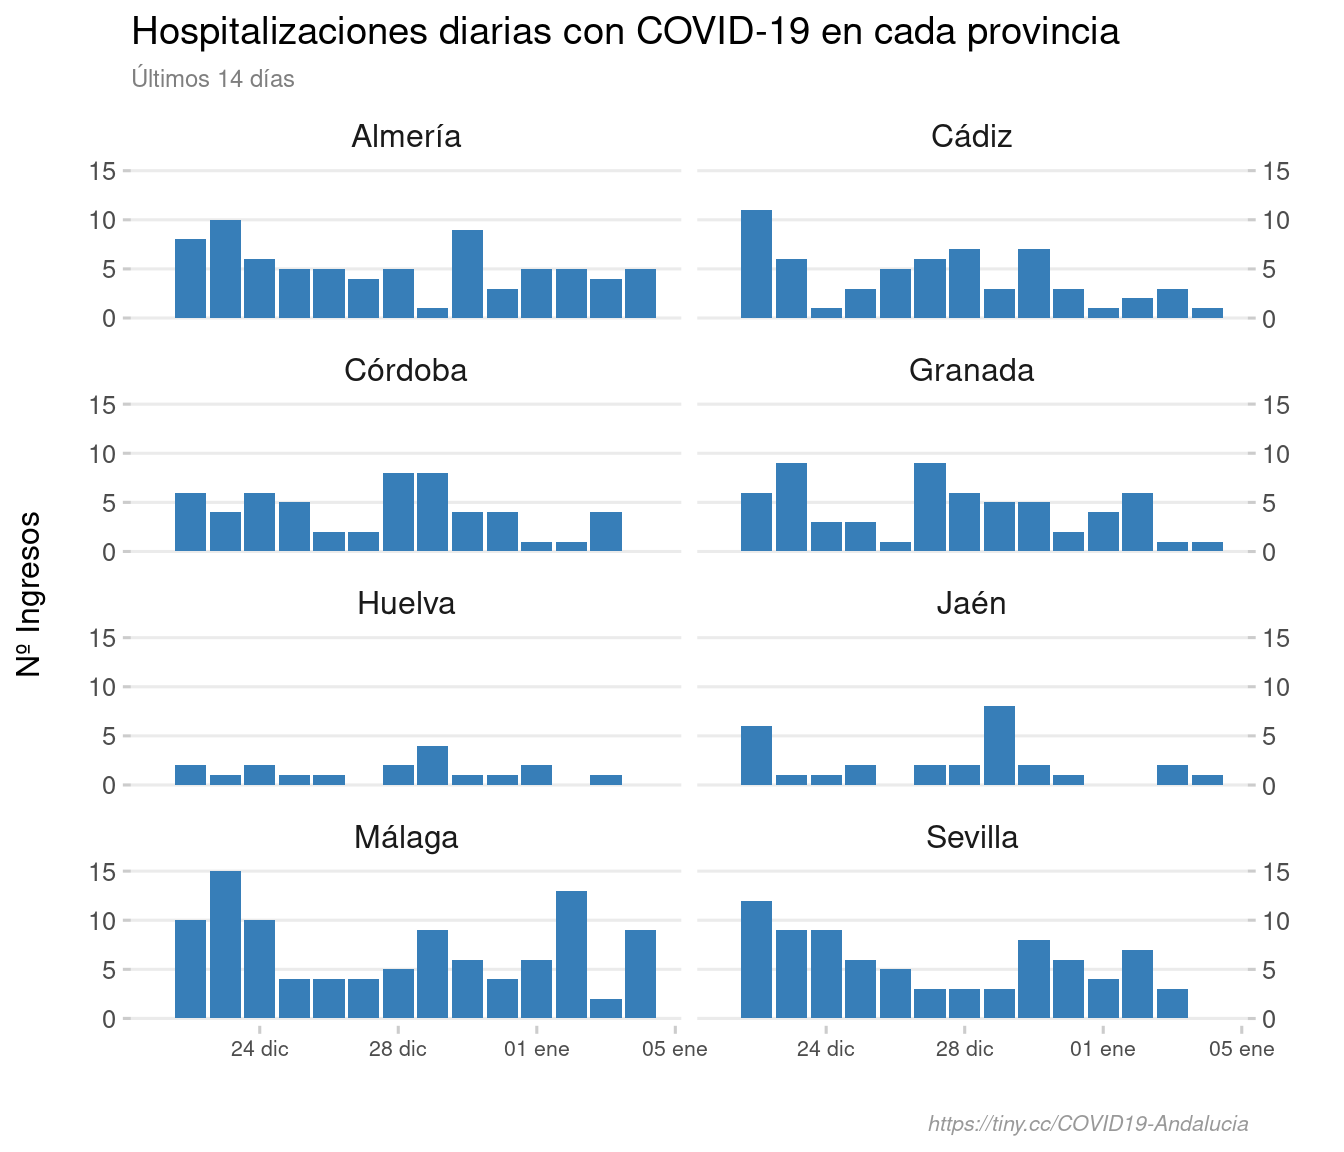 Hospitalizaciones diarias con COVID-19 en cada provincia
Últimos 14 días
Almería
Cádiz
15
10
5
0
15
10
5
0
Córdoba
Granada
15
10
5
0
15
10
5
0
Nº Ingresos
Huelva
Jaén
15
10
5
0
15
10
5
0
Málaga
Sevilla
15
10
5
0
15
10
5
0
24 dic 28 dic 01 ene 05 ene
24 dic 28 dic 01 ene 05 ene
https://tiny.cc/COVID19-Andalucia